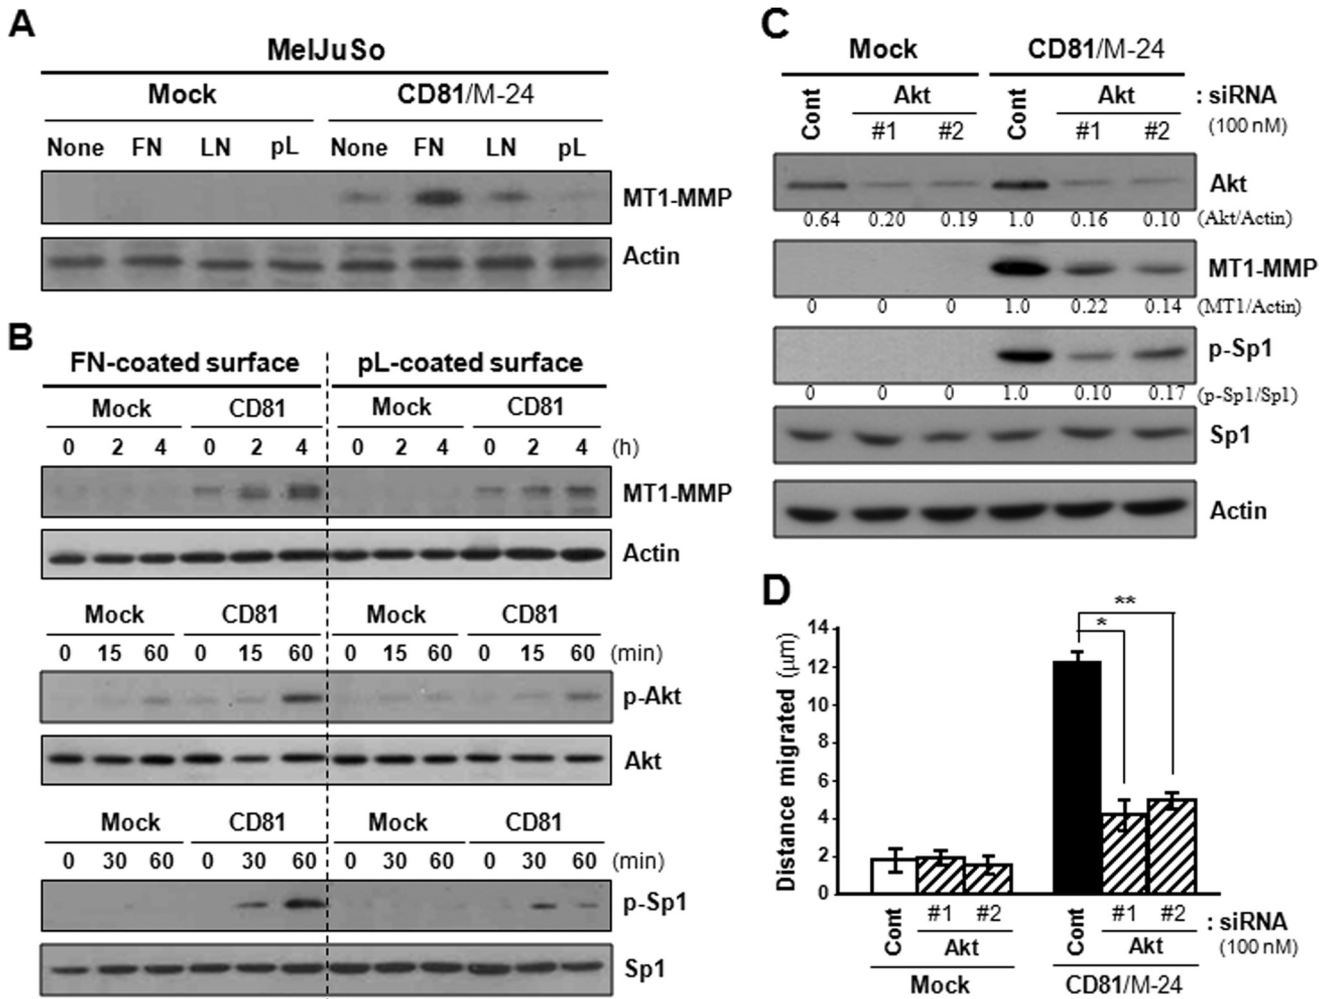 A
MelJuSo
Mock CD81/M-24
None FN LN pL None FN LN pL
MT1-MMP
Actin
B
FN-coated surface pL-coated surface
Mock CD81 Mock CD81
0 2 4 0 2 4 0 2 4 0 2 4 (h)
MT1-MMP
Actin
Mock CD81 Mock CD81
0 15 60 0 15 60 0 15 60 0 15 60 (min)
p-Akt
Akt
Mock CD81 Mock CD81
0 30 60 0 30 60 0 30 60 0 30 60 (min)
p-Sp1
Sp1
C
Mock CD81/M-24
Cont Akt Cont Akt : siRNA
#1 #2 #1 #2 (100 nM)
Akt
0.64 0.20 0.19 1.0 0.16 0.10 (Akt/Actin)
MT1-MMP
0 0 0 1.0 0.22 0.14 (MT1/Actin)
p-Sp1
0 0 0 1.0 0.10 0.17 (p-Sp1/Sp1)
Sp1
Actin
D
Distance migrated (μm)
14
12
10
8
6
4
2
0
**
*
Cont #1 #2 Cont #1 #2 : siRNA
Akt Akt (100 nM)
Mock CD81/M-24